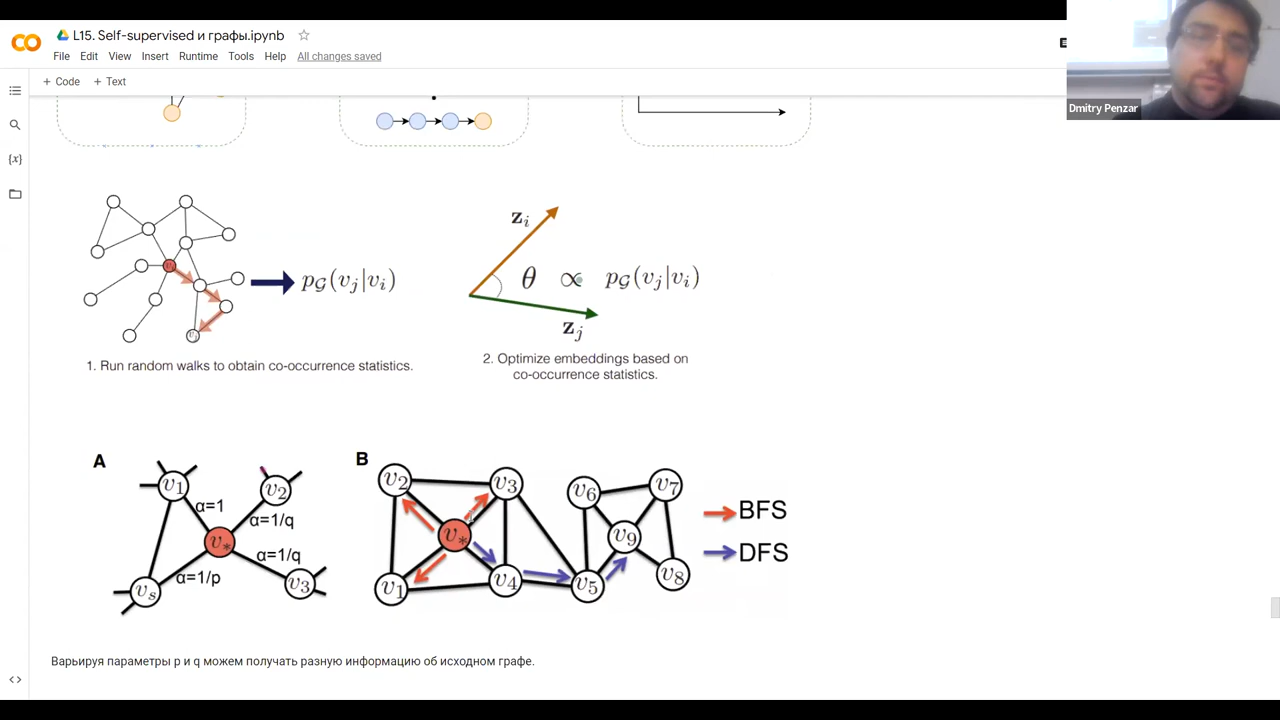 L15. Self-supervised и графы.ipynb
File Edit View Insert Runtime Tools Help All changes saved
+ Code + Text
Dmitry Penzar
{x}
<>
p𝒢(vⱼ|vᵢ)
zᵢ
θ ∝ p𝒢(vⱼ|vᵢ)
zⱼ
1. Run random walks to obtain co-occurrence statistics.
2. Optimize embeddings based on
co-occurrence statistics.
A
v₁ v₂
α=1
α=1/q
v*
α=1/q
α=1/p
vₛ v₃
B
v₂ v₃ v₆ v₇
v* v₉
v₁ v₄ v₅ v₈
BFS
DFS
Варьируя параметры p и q можем получать разную информацию об исходном графе.